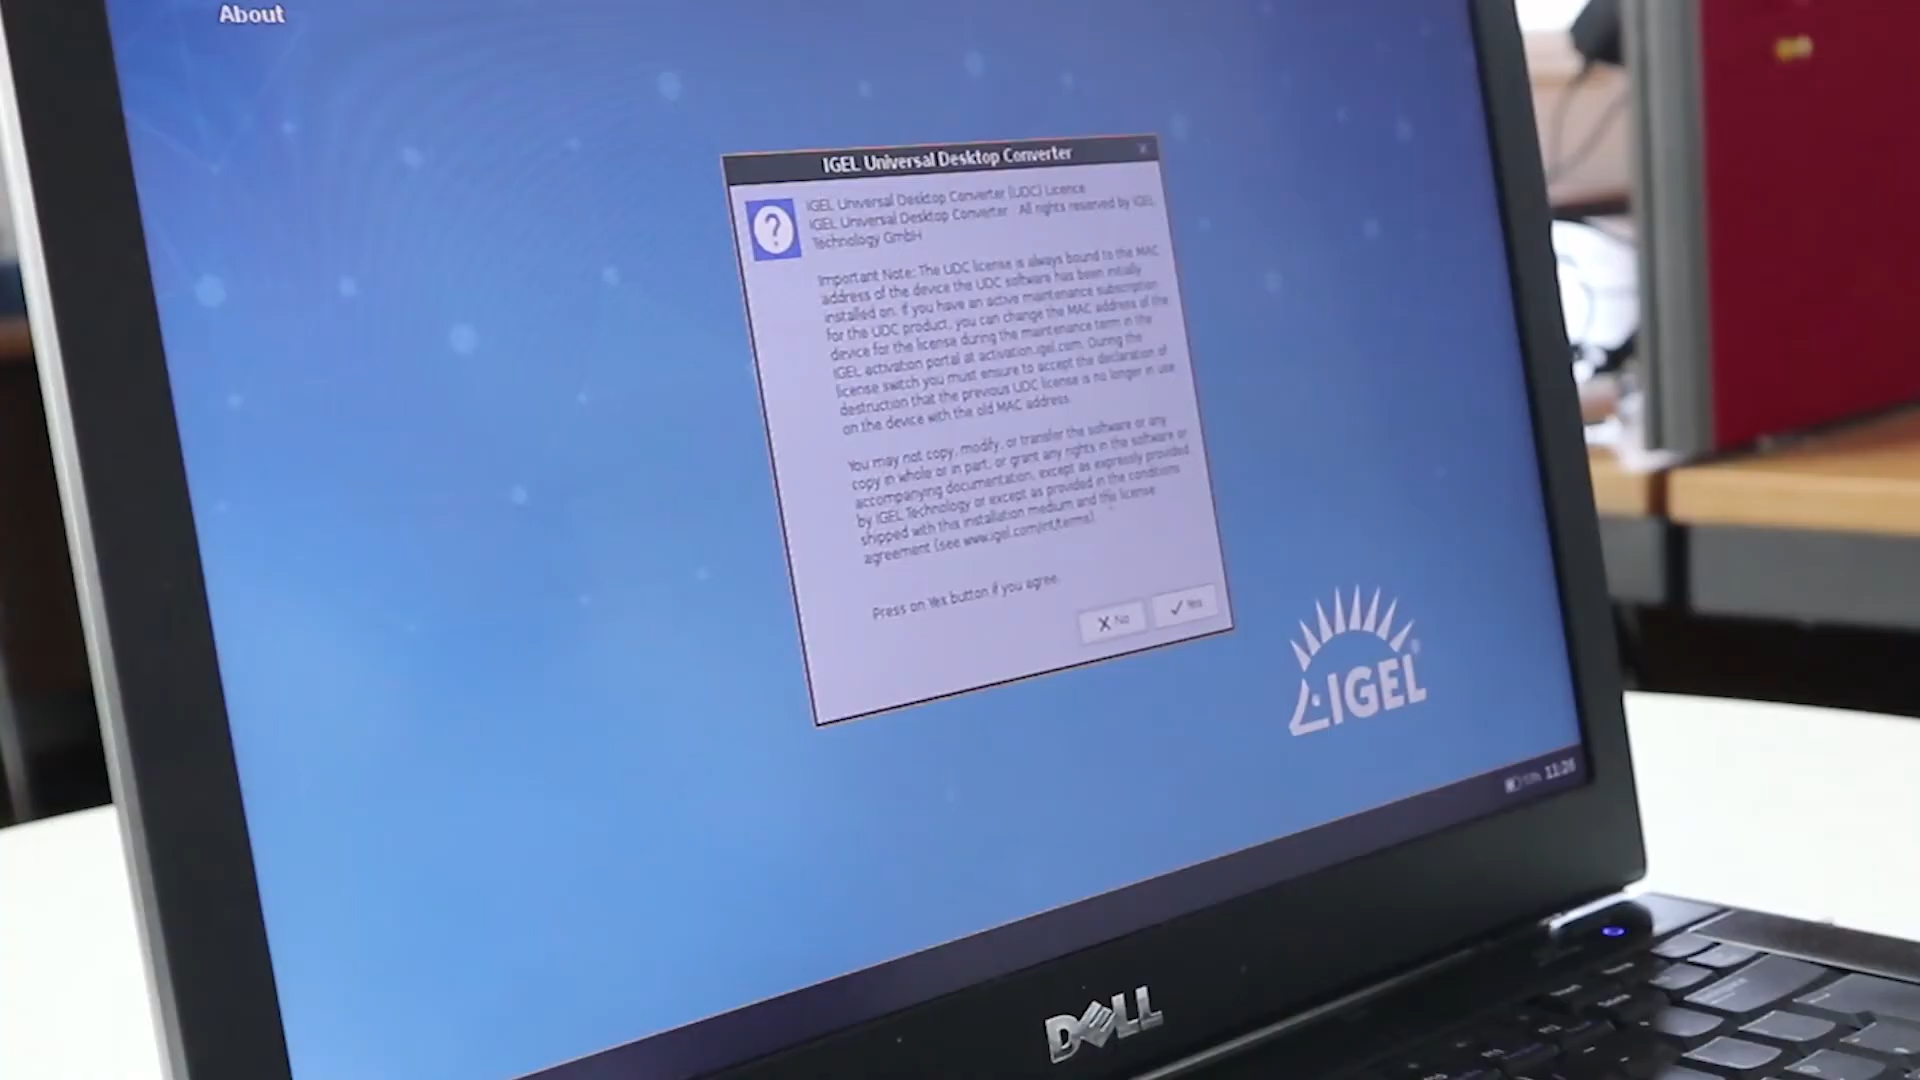 About
IGEL Universal Desktop Converter
IGEL Universal Desktop Converter (UDC) Licence
IGEL Universal Desktop Converter All rights reserved by IGEL
Technology GmbH
Important Note: The UDC license is always bound to the MAC
address of the device the UDC software has been initially
installed on. If you have an active maintenance subscription
for the UDC product, you can change the MAC address of the
device for the license during the maintenance term in the
IGEL activation portal at activation.igel.com. During the
license switch you must ensure to accept the declaration of
destruction that the previous UDC license is no longer in use
on the device with the old MAC address.
You may not copy, modify, or transfer the software or any
copy in whole or in part, or grant any rights in the software or
accompanying documentation, except as expressly provided
by IGEL Technology or except as provided in the conditions
shipped with this installation medium and the license
agreement (see www.igel.com/int/terms).
Press on Yes button if you agree.
No
Yes
IGEL
DELL